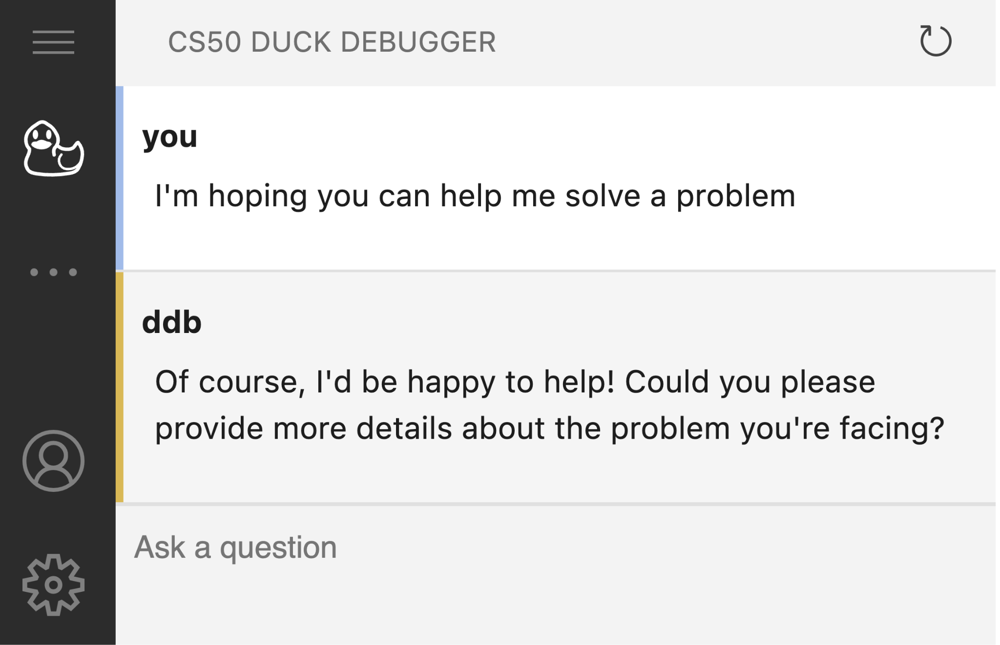 CS50 DUCK DEBUGGER
you
I'm hoping you can help me solve a problem
ddb
Of course, I'd be happy to help! Could you please
provide more details about the problem you're facing?
Ask a question